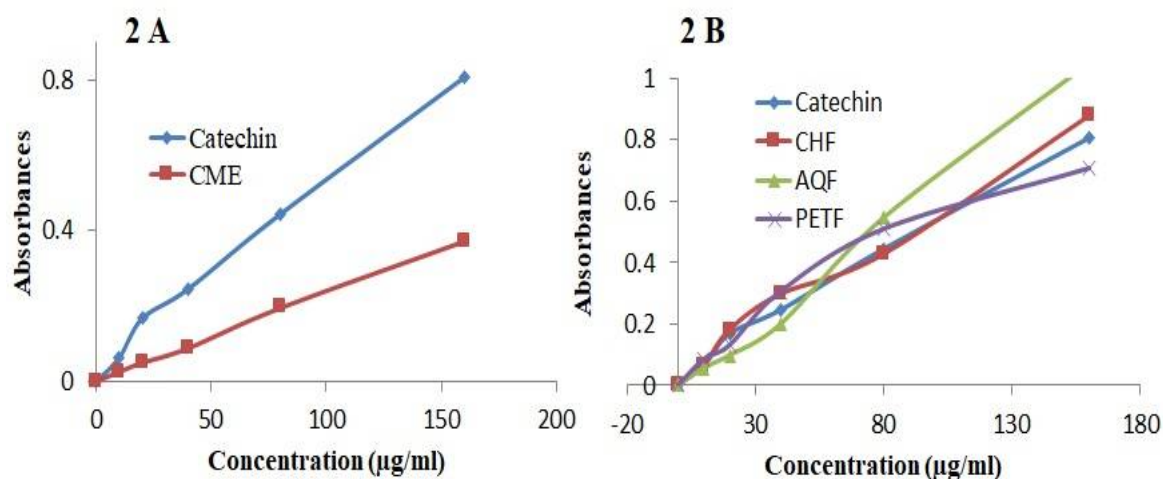 2 A
0.8
0.4
0
Absorbances
Catechin
CME
0 50 100 150 200
Concentration (µg/ml)
2 B
1
0.8
0.6
0.4
0.2
0
Absorbances
Catechin
CHF
AQF
PETF
-20 30 80 130 180
Concentration (µg/ml)